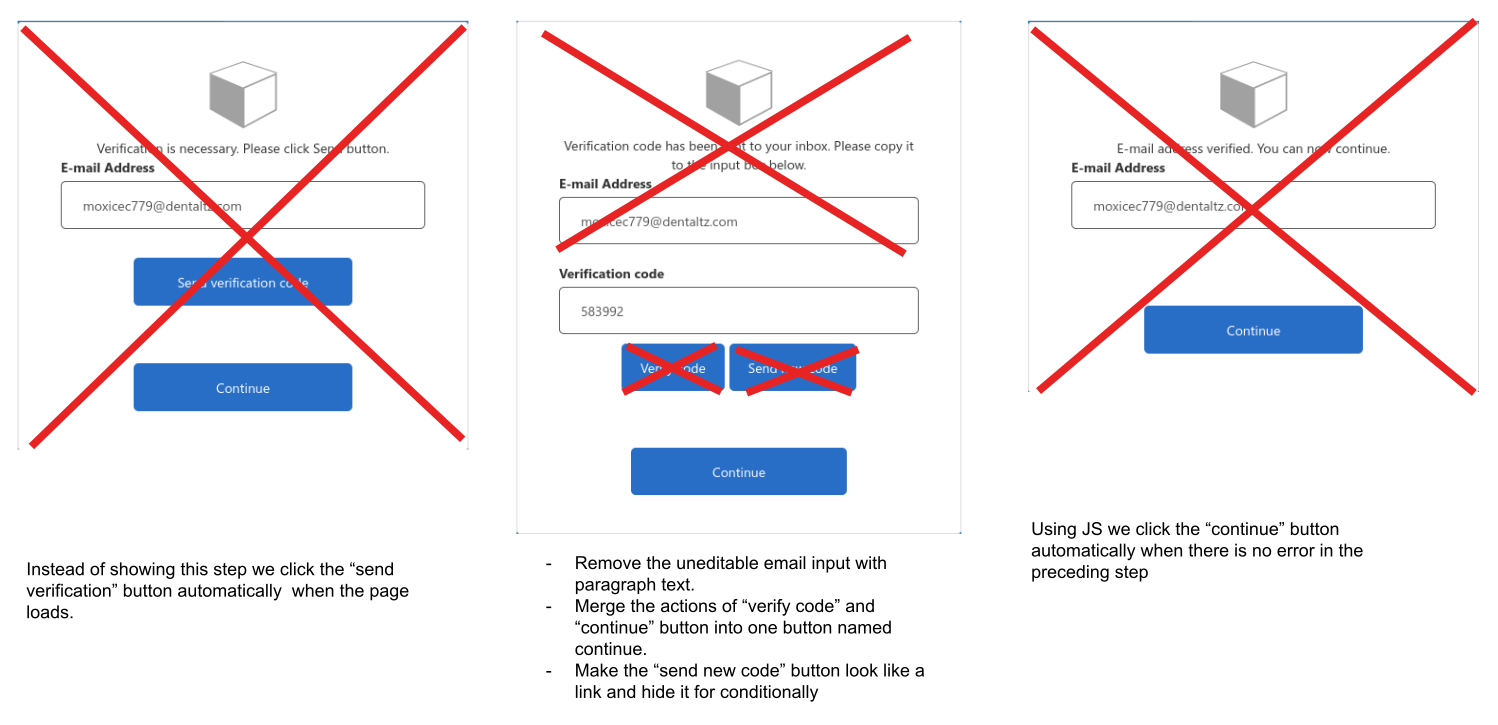 Verification is necessary. Please click Send button.
E-mail Address
moxicec779@dentaltz.com
Send verification code
Continue
Instead of showing this step we click the “send
verification” button automatically  when the page
loads.
Verification code has been sent to your inbox. Please copy it
to the input box below.
E-mail Address
moxicec779@dentaltz.com
Verification code
583992
Verify code
Send new code
Continue
- Remove the uneditable email input with
paragraph text.
- Merge the actions of “verify code” and
“continue” button into one button named
continue.
- Make the “send new code” button look like a
link and hide it for conditionally
E-mail address verified. You can now continue.
E-mail Address
moxicec779@dentaltz.com
Continue
Using JS we click the “continue” button
automatically when there is no error in the
preceding step